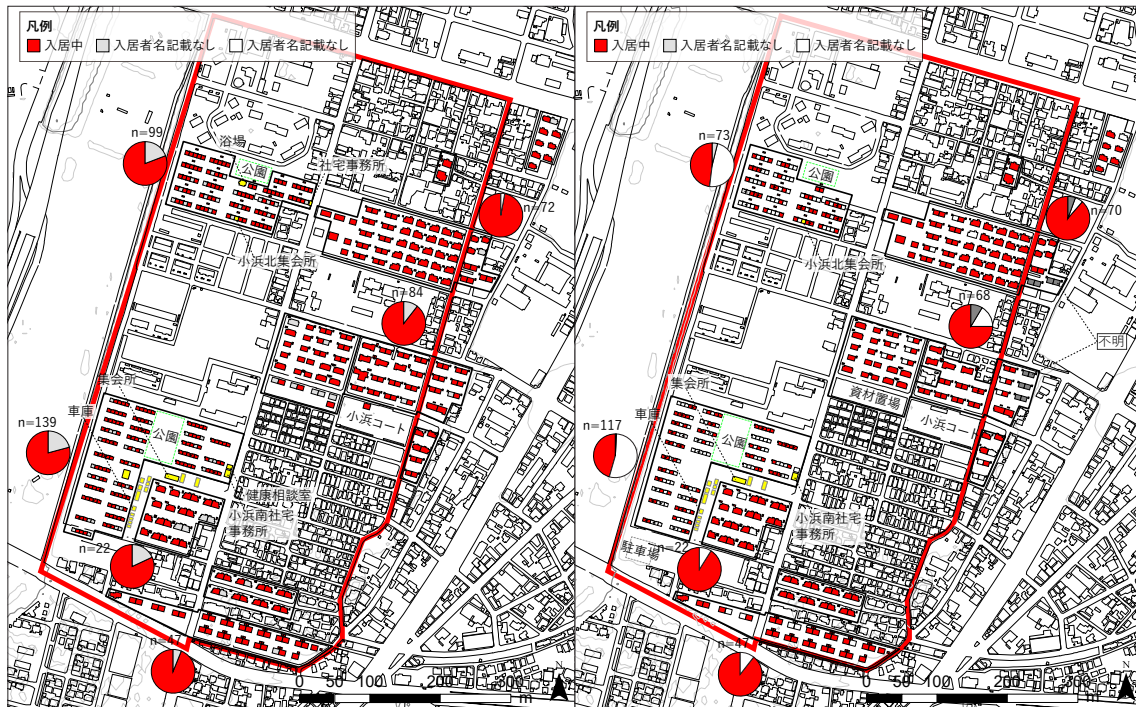 凡例
入居中 入居者名記載なし 入居者名記載なし
n=99
浴場
公園
社宅事務所
n=72
小浜北集会所
n=84
集会所
車庫
小浜コート
n=139
公園
健康相談室
小浜南社宅
事務所
n=22
n=47
0 50 100 200 300
m
N
凡例
入居中 入居者名記載なし 入居者名記載なし
n=73
公園
n=70
小浜北集会所
n=68
不明
集会所
資材置場
車庫
小浜コート
n=117
公園
小浜南社宅
事務所
駐車場
n=22
n=47
0 50 100 200 300
m
N